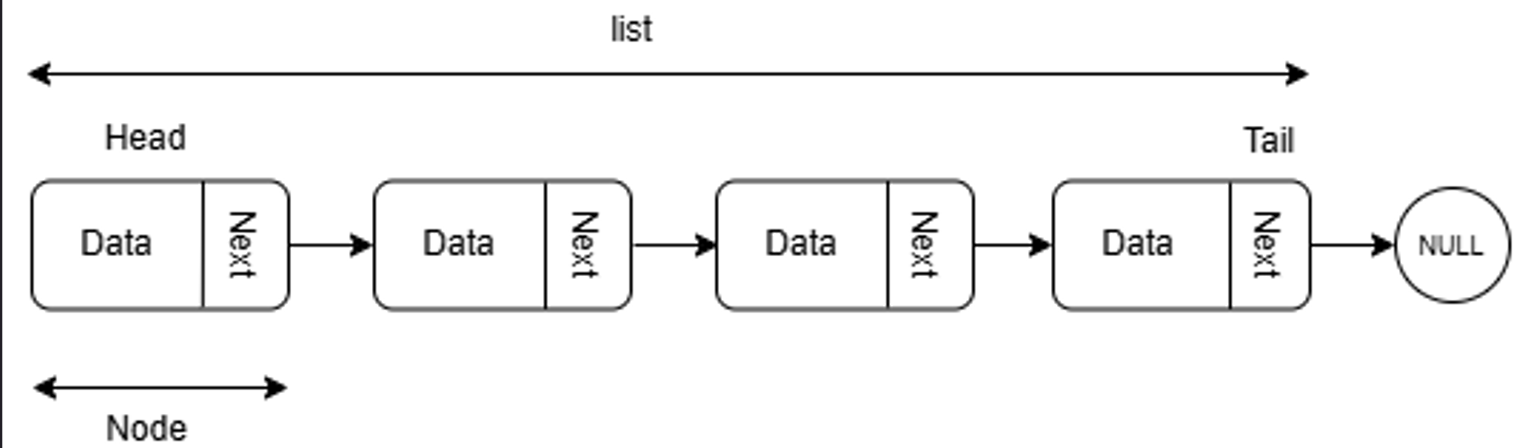 list
Head
Tail
Data
Next
Data
Next
Data
Next
Data
Next
NULL
Node